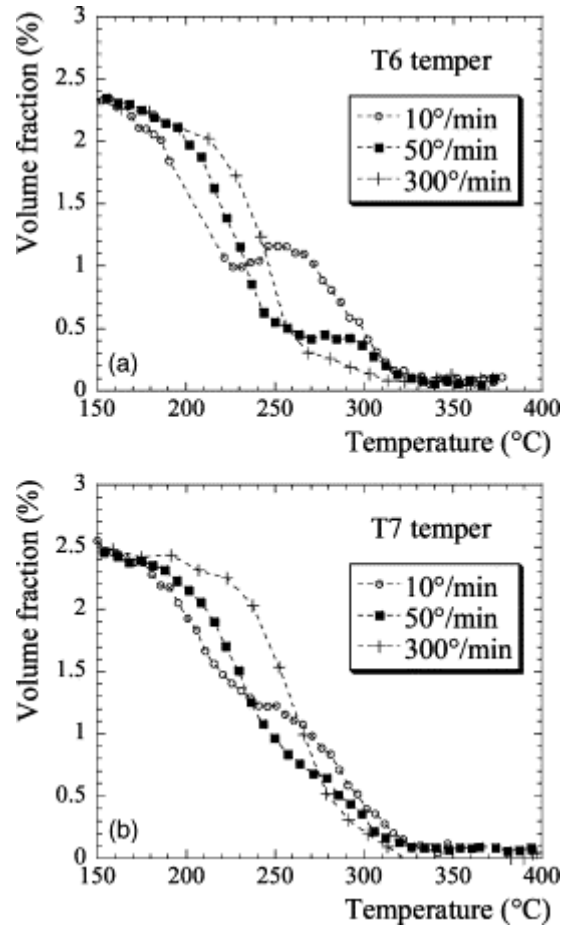 Volume fraction (%)
3
2.5
2
1.5
1
0.5
0
T6 temper
10°/min
50°/min
300°/min
(a)
150 200 250 300 350 400
Temperature (°C)
Volume fraction (%)
3
2.5
2
1.5
1
0.5
0
T7 temper
10°/min
50°/min
300°/min
(b)
150 200 250 300 350 400
Temperature (°C)